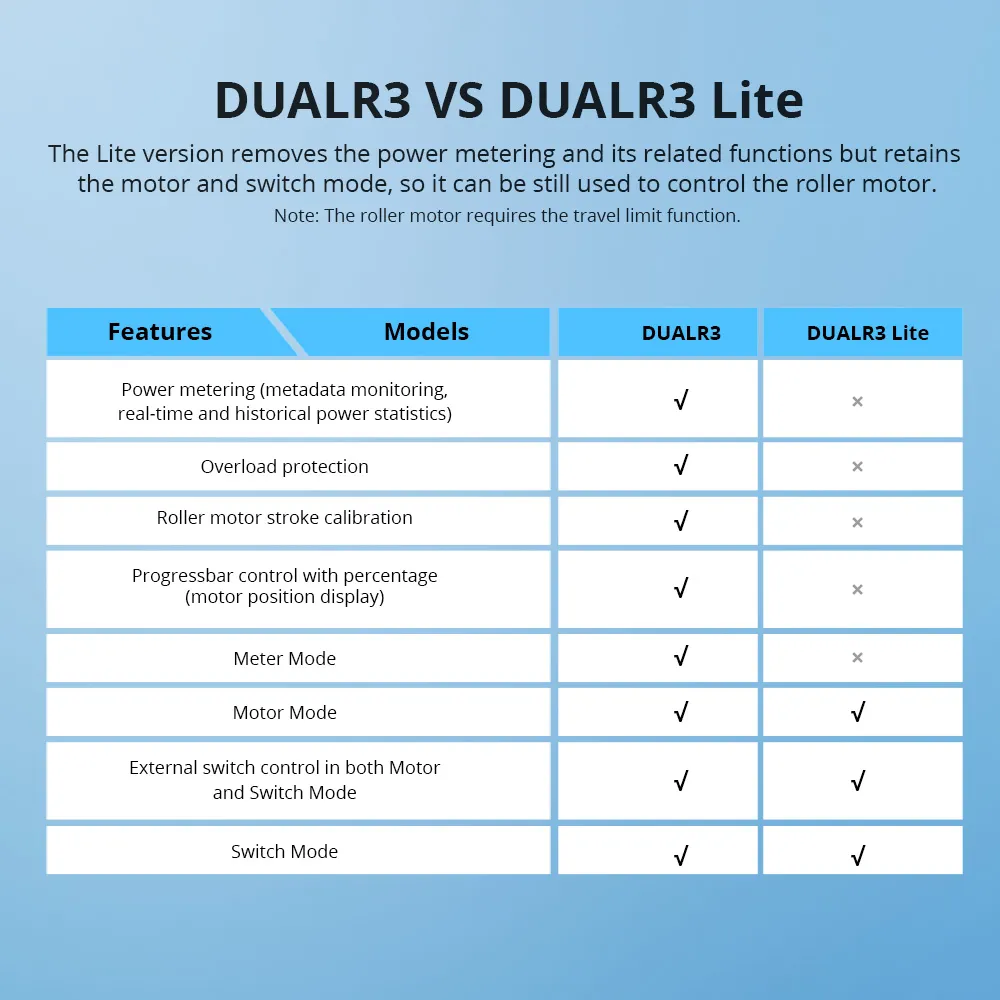 DUALR3 VS DUALR3 Lite
The Lite version removes the power metering and its related functions but retains
the motor and switch mode, so it can be still used to control the roller motor.
Note: The roller motor requires the travel limit function.
Features Models DUALR3 DUALR3 Lite
Power metering (metadata monitoring,
real-time and historical power statistics) √ ×
Overload protection √ ×
Roller motor stroke calibration √ ×
Progressbar control with percentage
(motor position display) √ ×
Meter Mode √ ×
Motor Mode √ √
External switch control in both Motor
and Switch Mode √ √
Switch Mode √ √